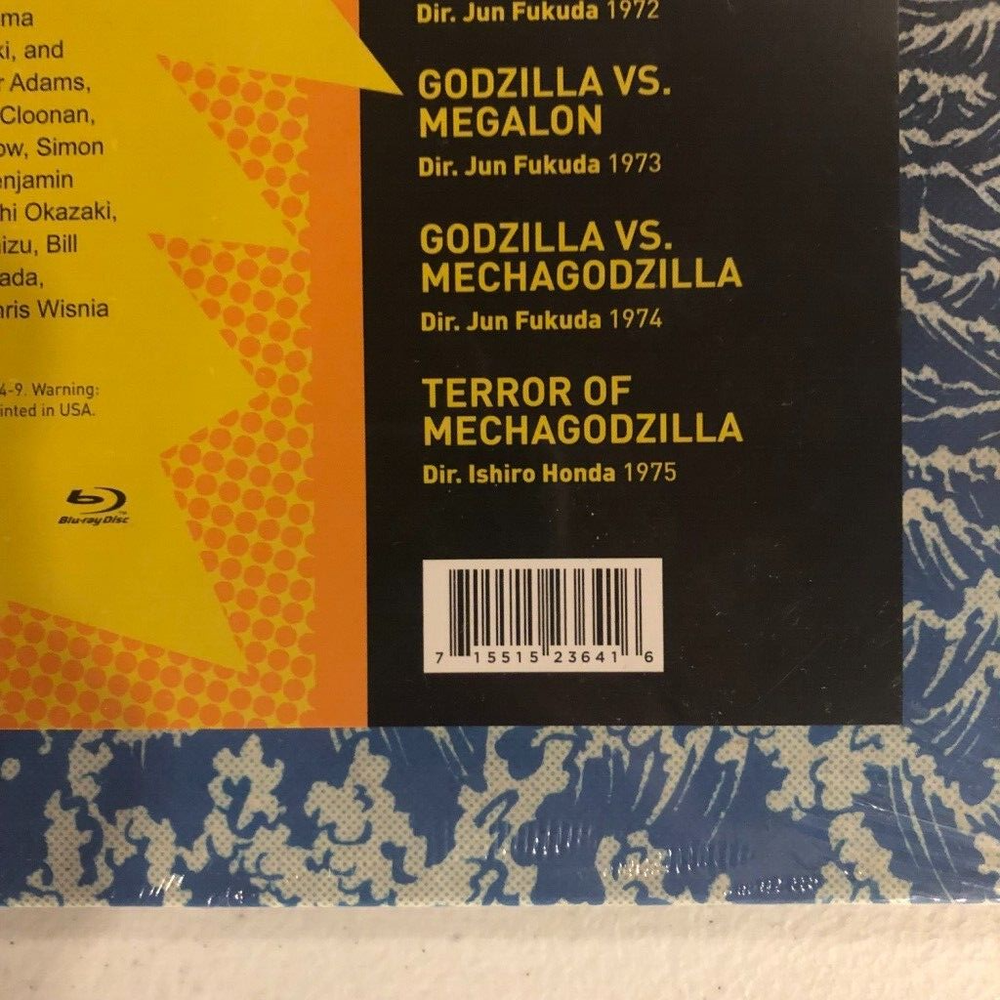 ma
ki, and
r Adams,
Cloonan,
ow, Simon
enjamin
hi Okazaki,
izu, Bill
ada,
hris Wisnia
4-9. Warning:
inted in USA.
Blu-ray Disc
Dir. Jun Fukuda 1972
GODZILLA VS.
MEGALON
Dir. Jun Fukuda 1973
GODZILLA VS.
MECHAGODZILLA
Dir. Jun Fukuda 1974
TERROR OF
MECHAGODZILLA
Dir. Ishiro Honda 1975
7 15515 23641 6